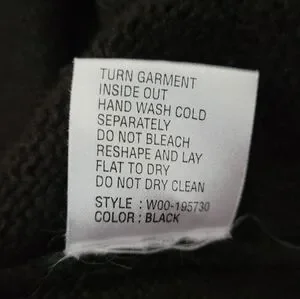 TURN GARMENT
INSIDE OUT
HAND WASH COLD
SEPARATELY
DO NOT BLEACH
RESHAPE AND LAY
FLAT TO DRY
DO NOT DRY CLEAN
STYLE : W00-195730
COLOR : BLACK